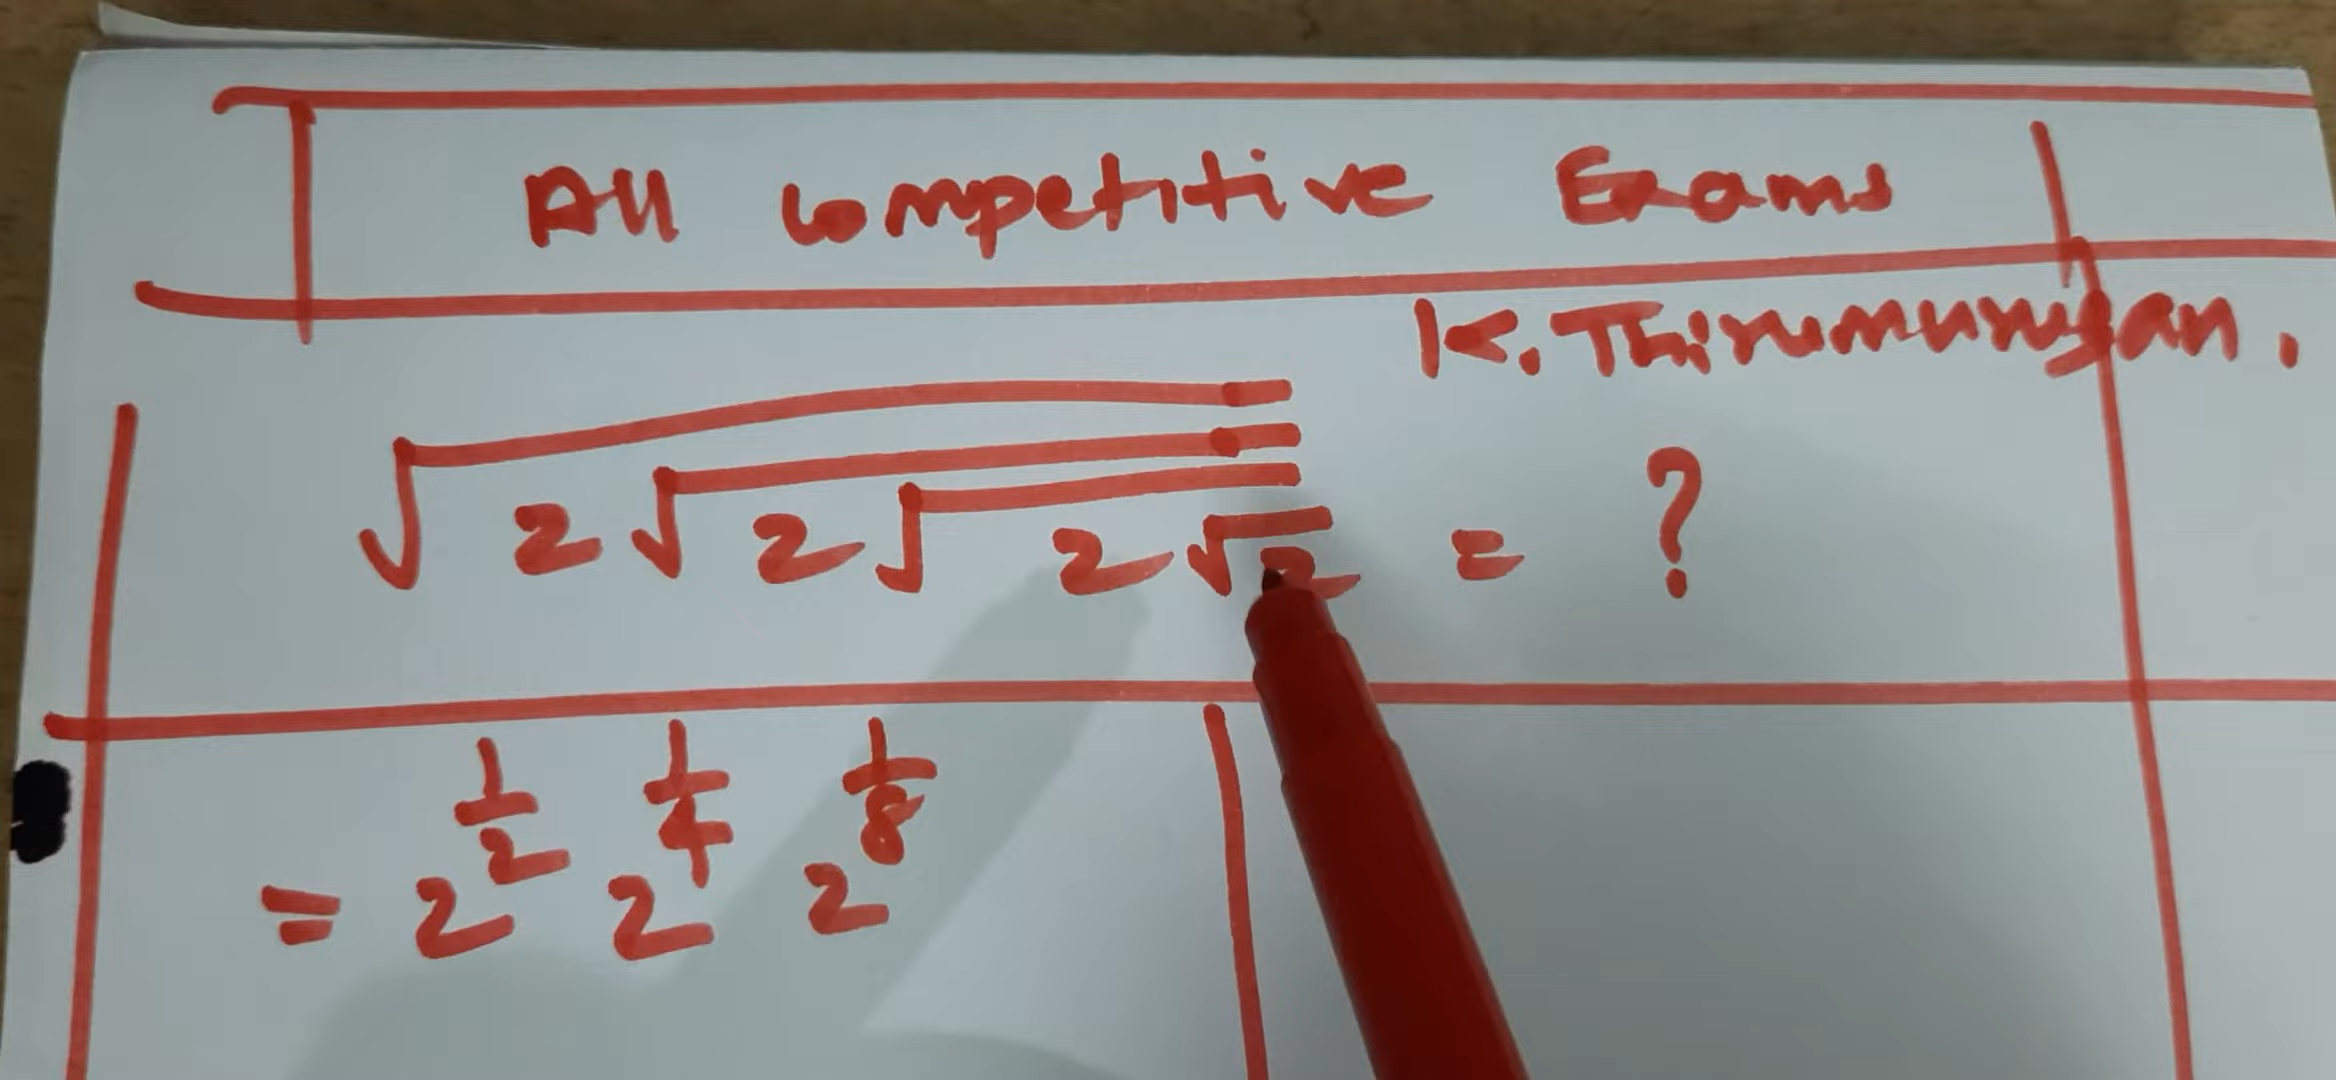 All Competitive Exams
K. Thirumurugan.
√2√2√2√2 = ?
= 2^1/2 2^1/4 2^1/8